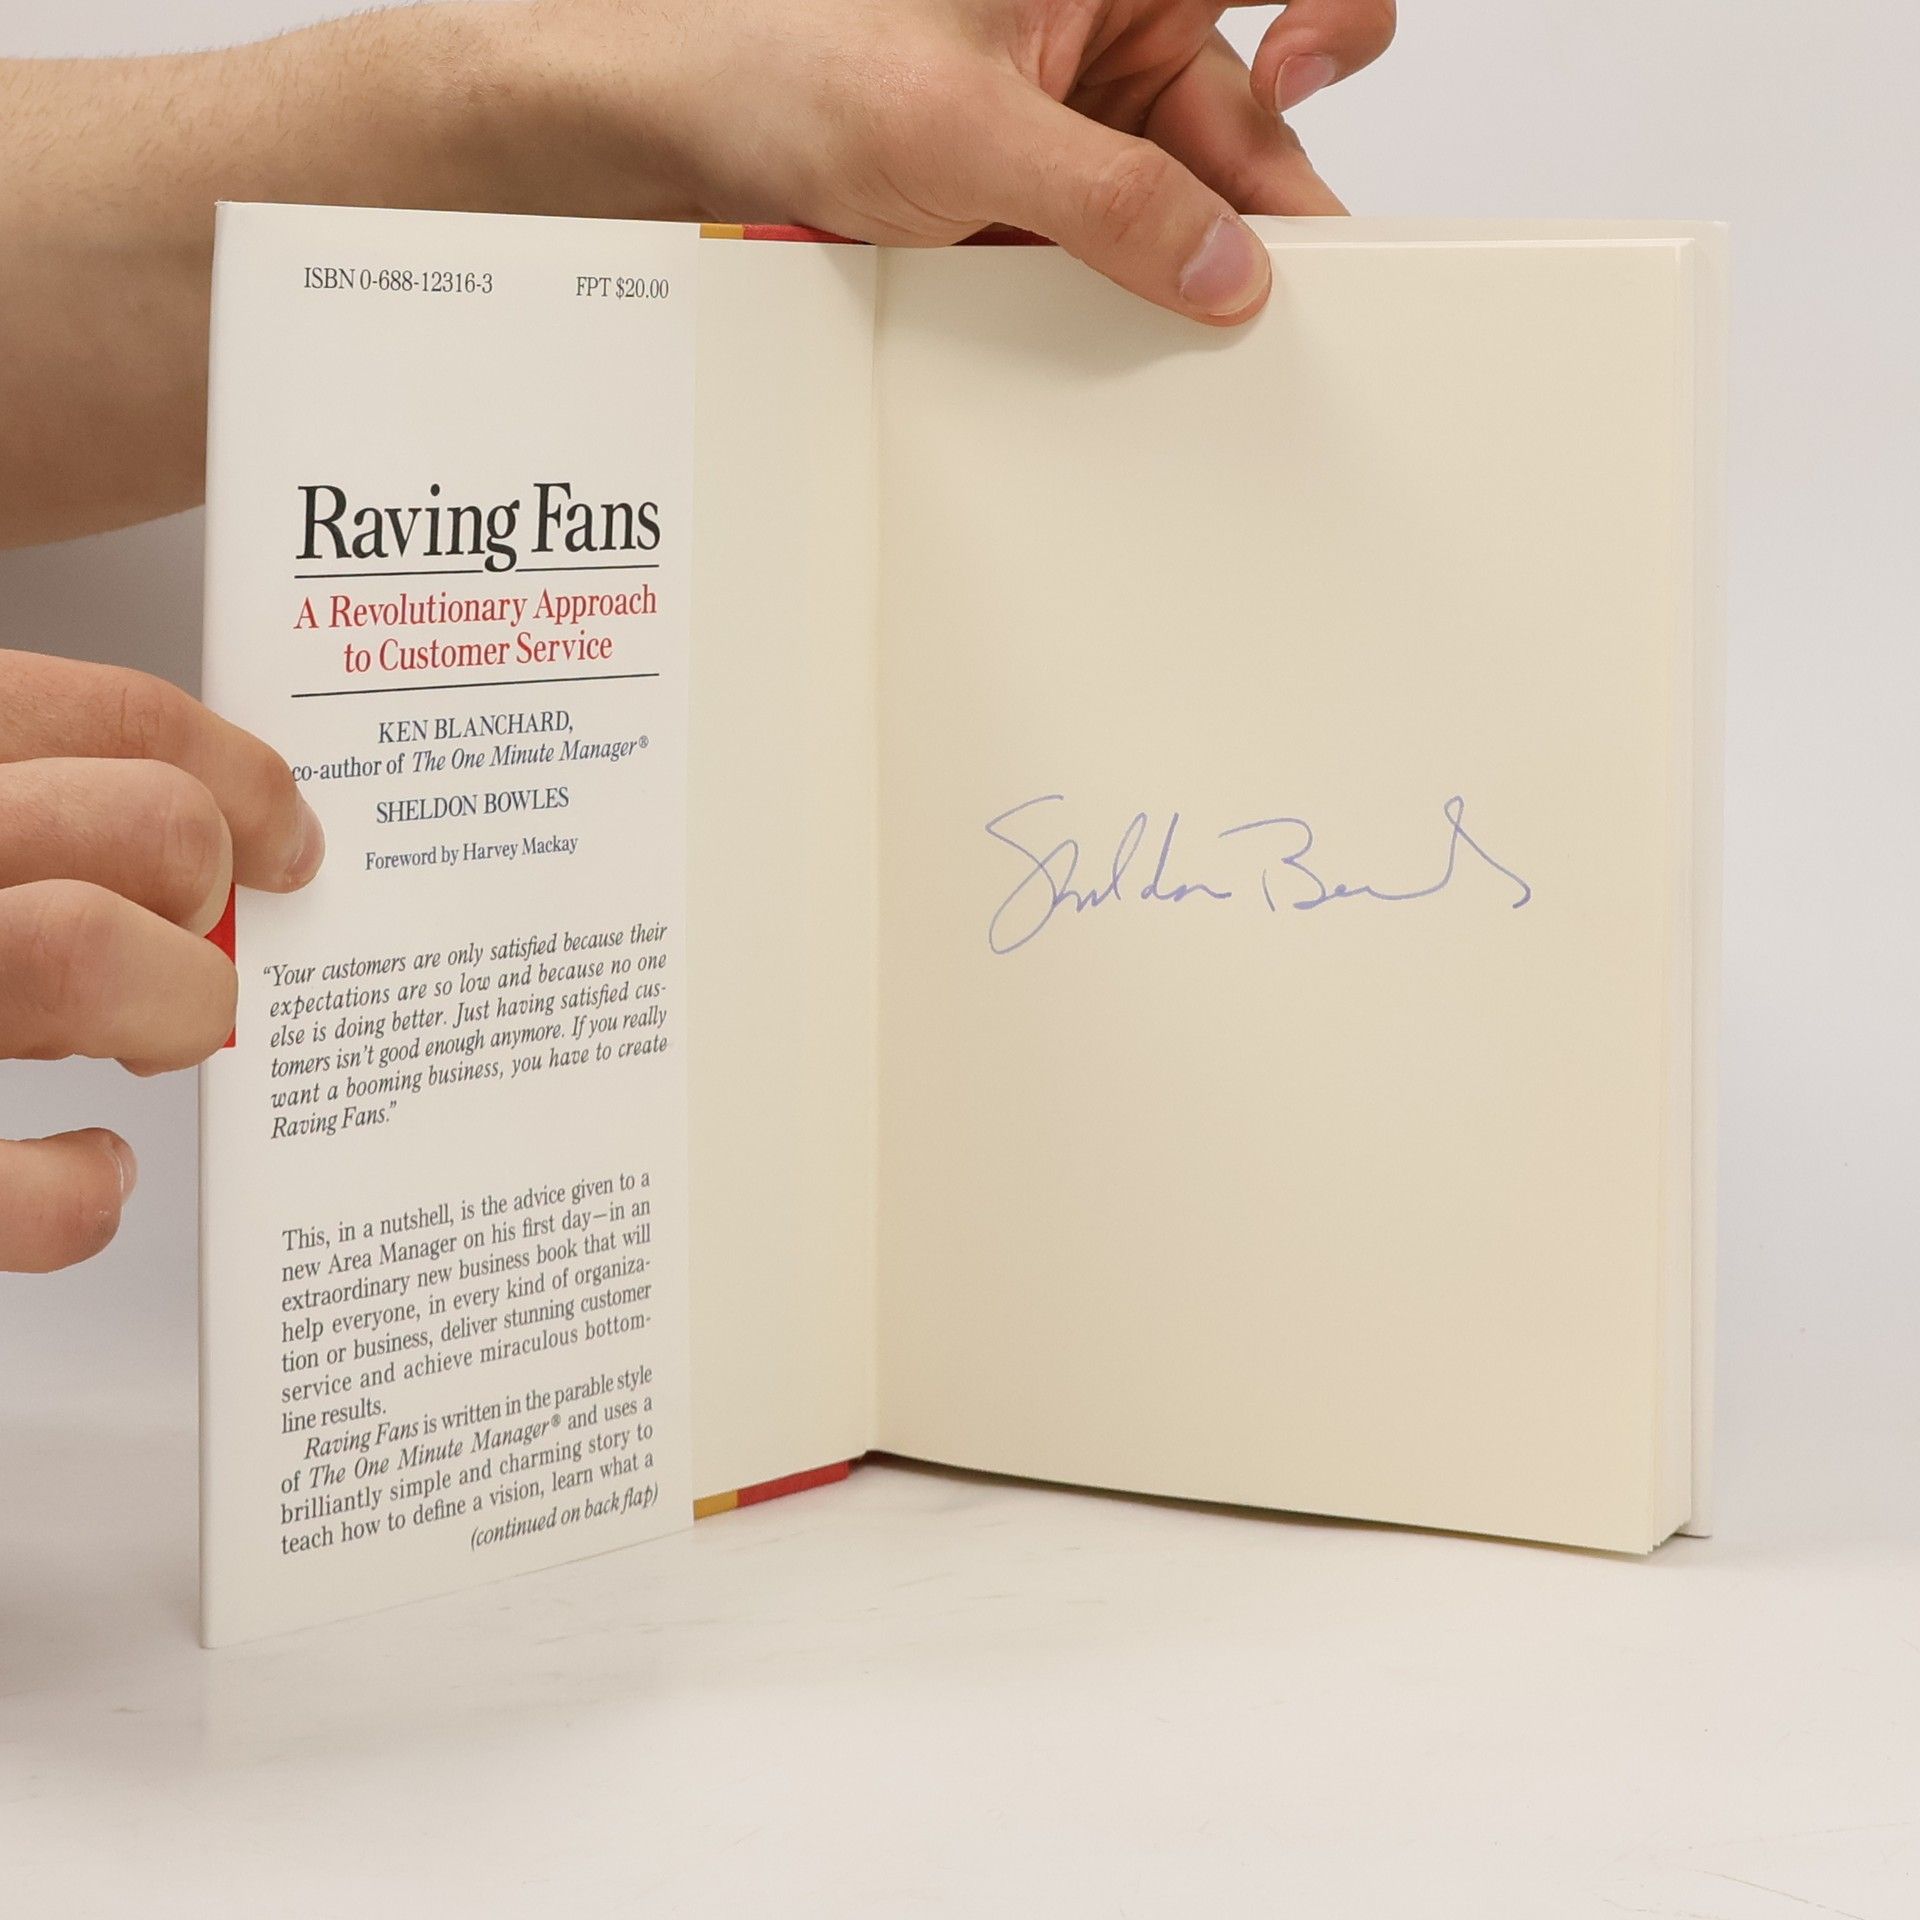 ISBN 0-688-12316-3 FPT $20.00
Raving Fans
A Revolutionary Approach
to Customer Service
KEN BLANCHARD,
co-author of The One Minute Manager®
SHELDON BOWLES
Foreword by Harvey Mackay
“Your customers are only satisfied because their
expectations are so low and because no one
else is doing better. Just having satisfied cus-
tomers isn't good enough anymore. If you really
want a booming business, you have to create
Raving Fans.”
This, in a nutshell, is the advice given to a
new Area Manager on his first day—in an
extraordinary new business book that will
help everyone, in every kind of organiza-
tion or business, deliver stunning customer
service and achieve miraculous bottom-
line results.
Raving Fans is written in the parable style
of The One Minute Manager® and uses a
brilliantly simple and charming story to
teach how to define a vision, learn what a
(continued on back flap)
Sheldon Bowles